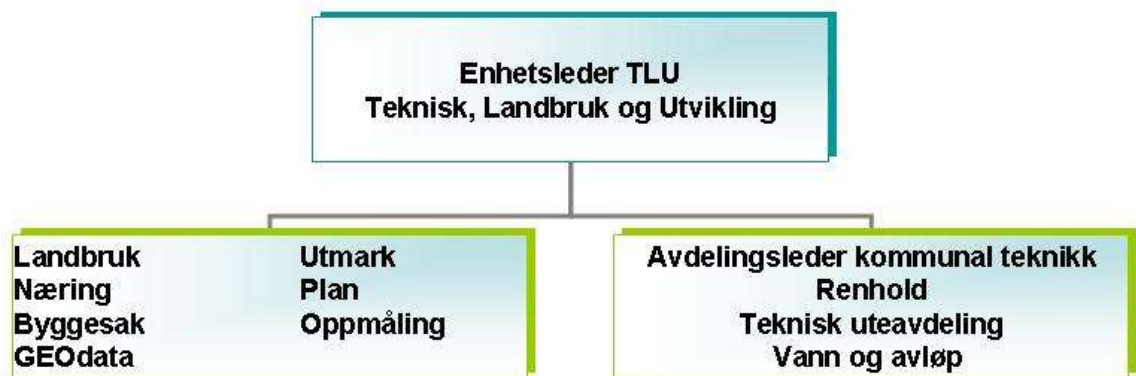 Enhetsleder TLU
Teknisk, Landbruk og Utvikling
Landbruk
Næring
Byggesak
GEOdata
Utmark
Plan
Oppmåling
Avdelingsleder kommunal teknikk
Renhold
Teknisk uteavdeling
Vann og avløp